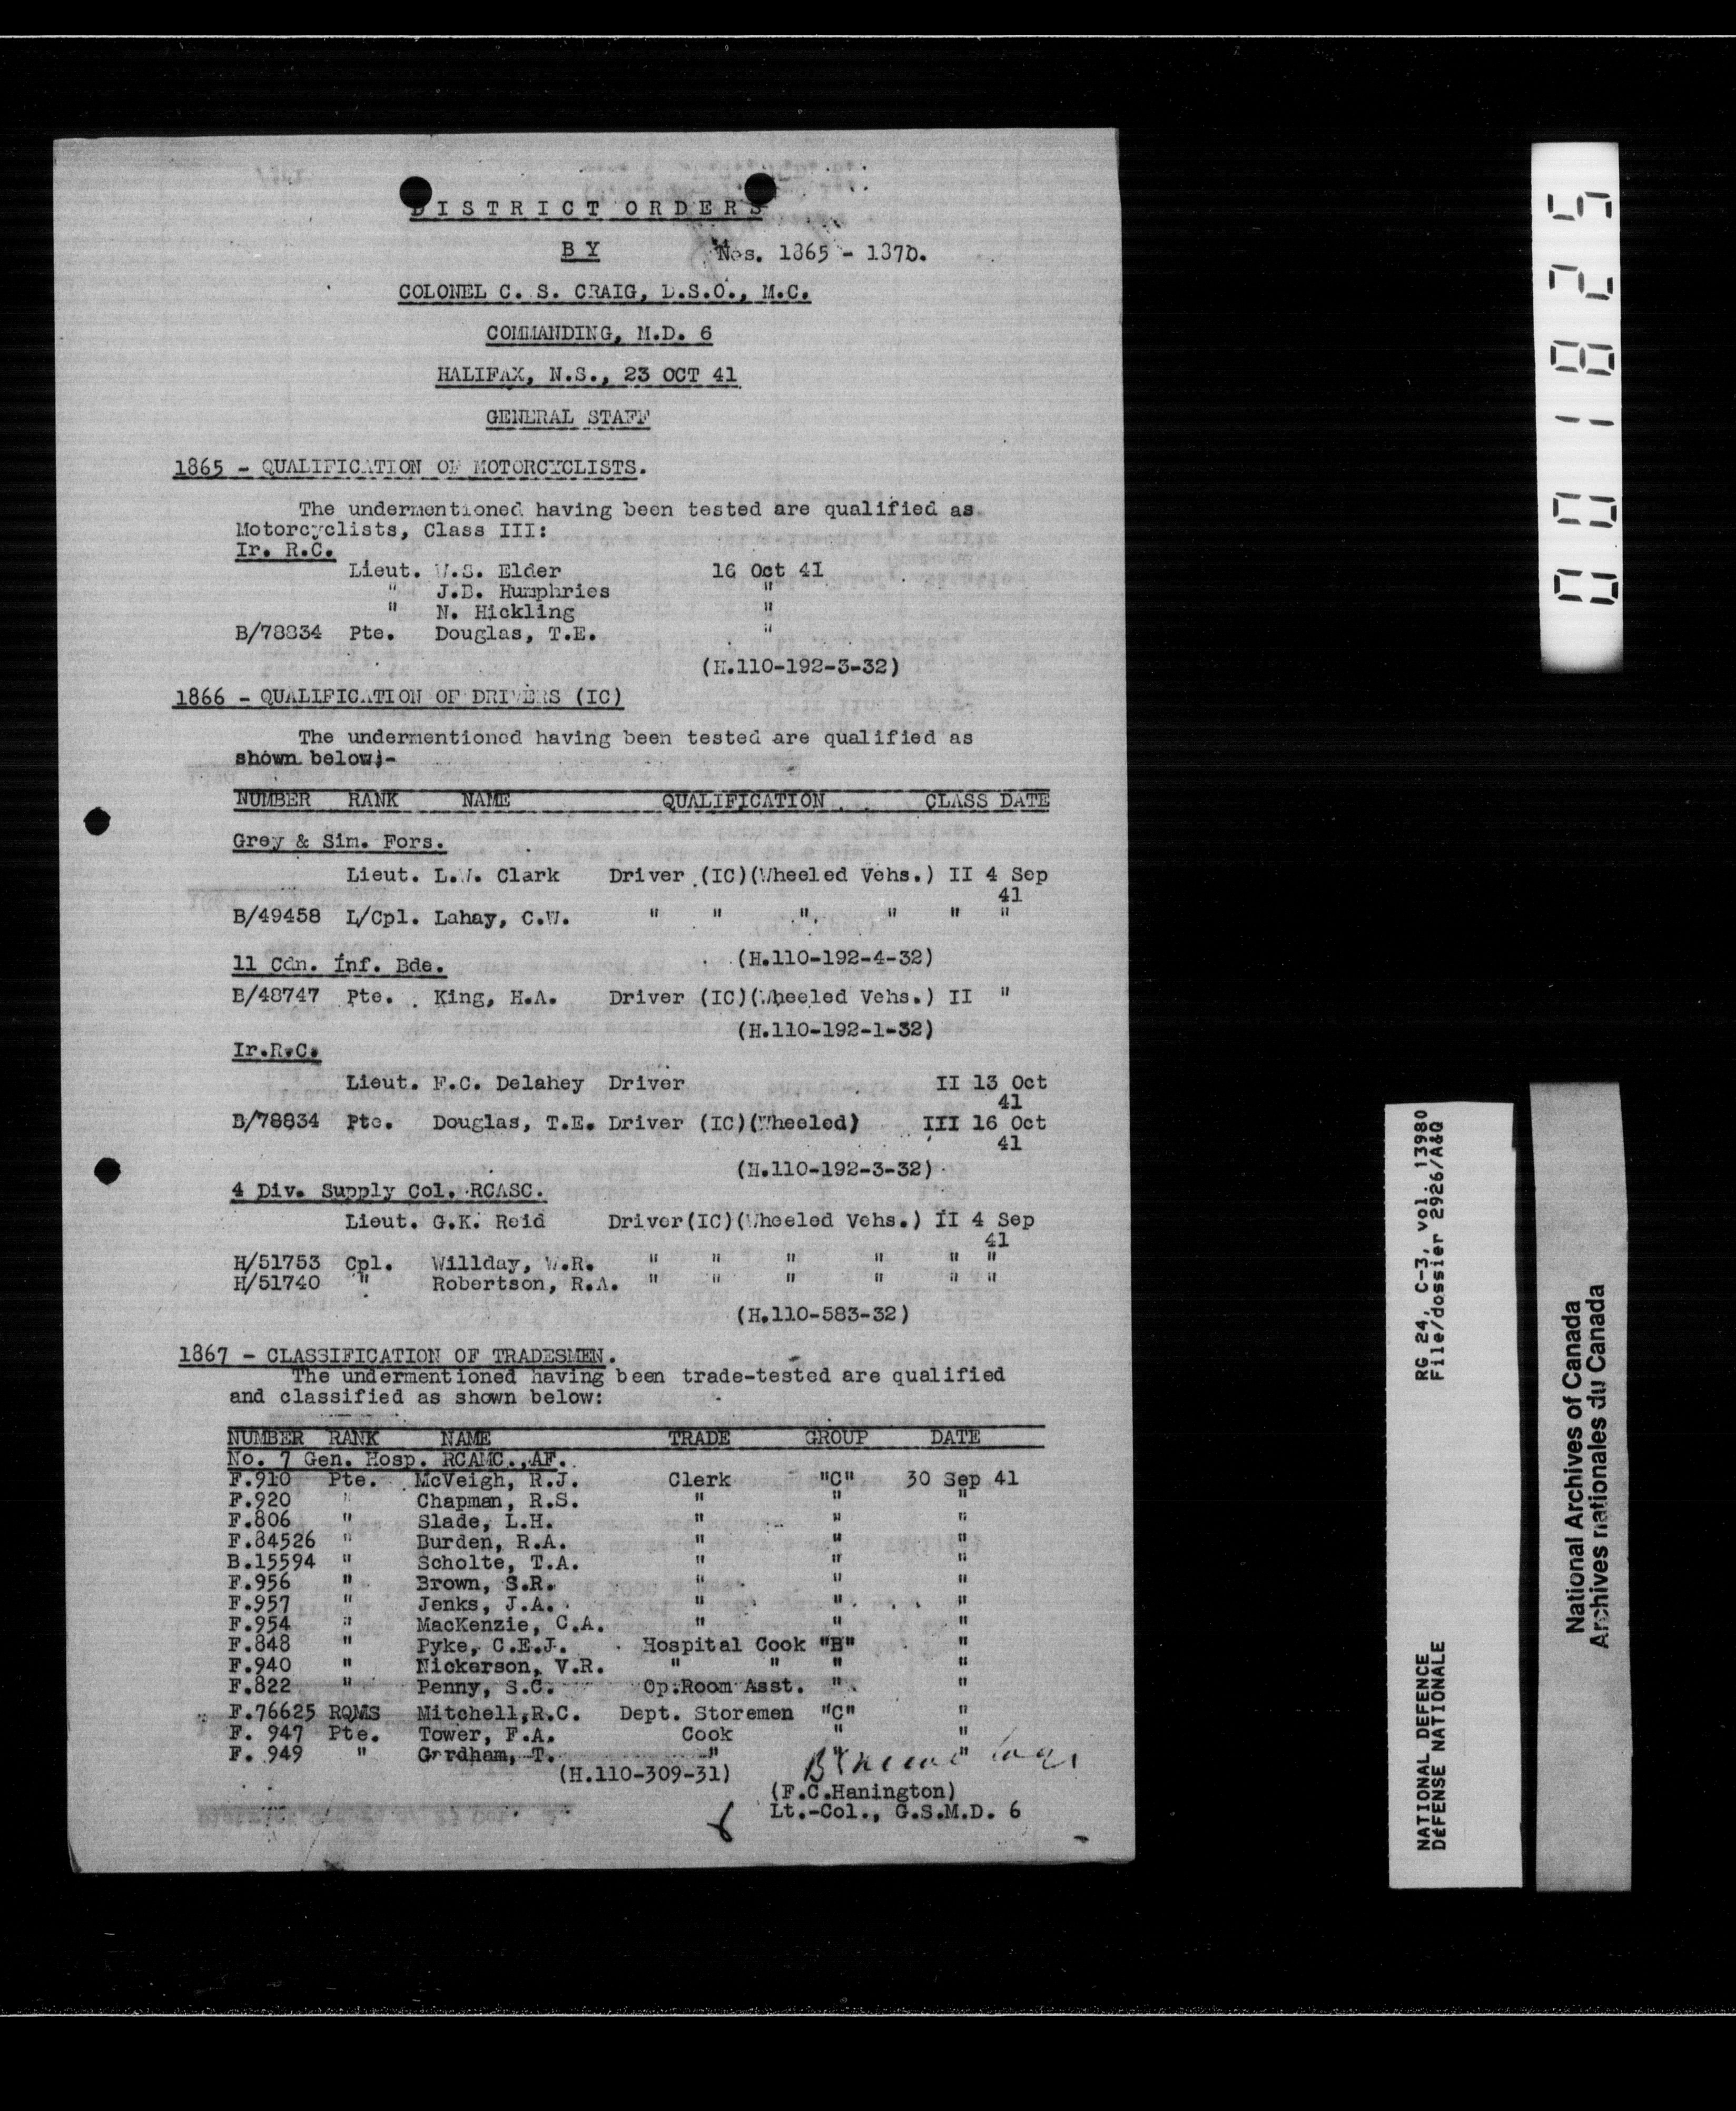 DISTRICT ORDERS
BY Nos. 1865 - 1870.
COLONEL C. S. CRAIG, D.S.O., M.C.
COMMANDING, M.D. 6
HALIFAX, N.S., 23 OCT 41
GENERAL STAFF
1865 - QUALIFICATION OF MOTORCYCLISTS.
The undermentioned having been tested are qualified as
Motorcyclists, Class III:
Ir. R.C.
Lieut. W.S. Elder 16 Oct 41
" J.B. Humphries "
" N. Hickling "
B/78834 Pte. Douglas, T.E. "
(H.110-192-3-32)
1866 - QUALIFICATION OF DRIVERS (IC)
The undermentioned having been tested are qualified as
shown below;-
NUMBER RANK NAME QUALIFICATION CLASS DATE
Grey & Sim. Fors.
Lieut. L.W. Clark Driver (IC)(Wheeled Vehs.) II 4 Sep
41
B/49458 L/Cpl. Lahay, C.W. " " " " " "
(H.110-192-4-32)
11 Cdn. Inf. Bde.
B/48747 Pte. King, H.A. Driver (IC)(Wheeled Vehs.) II "
(H.110-192-1-32)
Ir.R.C.
Lieut. F.C. Delahey Driver II 13 Oct
41
B/78834 Pte. Douglas, T.E. Driver (IC)(Wheeled) III 16 Oct
41
(H.110-192-3-32)
4 Div. Supply Col. RCASC.
Lieut. G.K. Reid Driver(IC)(Wheeled Vehs.) II 4 Sep
41
H/51753 Cpl. Willday, W.R. " " " " " "
H/51740 " Robertson, R.A. " " " " " "
(H.110-583-32)
1867 - CLASSIFICATION OF TRADESMEN.
The undermentioned having been trade-tested are qualified
and classified as shown below:
NUMBER RANK NAME TRADE GROUP DATE
No. 7 Gen. Hosp. RCAMC.,AF.
F.910 Pte. McVeigh, R.J. Clerk "C" 30 Sep 41
F.920 " Chapman, R.S. " " "
F.806 " Slade, L.H. " " "
F.84526 " Burden, R.A. " " "
B.15594 " Scholte, T.A. " " "
F.956 " Brown, S.R. " " "
F.957 " Jenks, J.A. " " "
F.954 " MacKenzie, C.A. " " "
F.848 " Pyke, C.E.J. Hospital Cook "B" "
F.940 " Nickerson, V.R. " " " "
F.822 " Penny, S.C. Op.Room Asst. " "
F.76625 RQMS Mitchell,R.C. Dept. Storemen "C" "
F. 947 Pte. Tower, F.A. Cook " "
F. 949 " Gordham, T. " " "
(H.110-309-31)
(F.C.Hanington)
Lt.-Col., G.S.M.D. 6
001825
RG 24, C-3, vol. 13980
File/dossier 2926/A&Q
NATIONAL DEFENCE
DÉFENSE NATIONALE
National Archives of Canada
Archives nationales du Canada